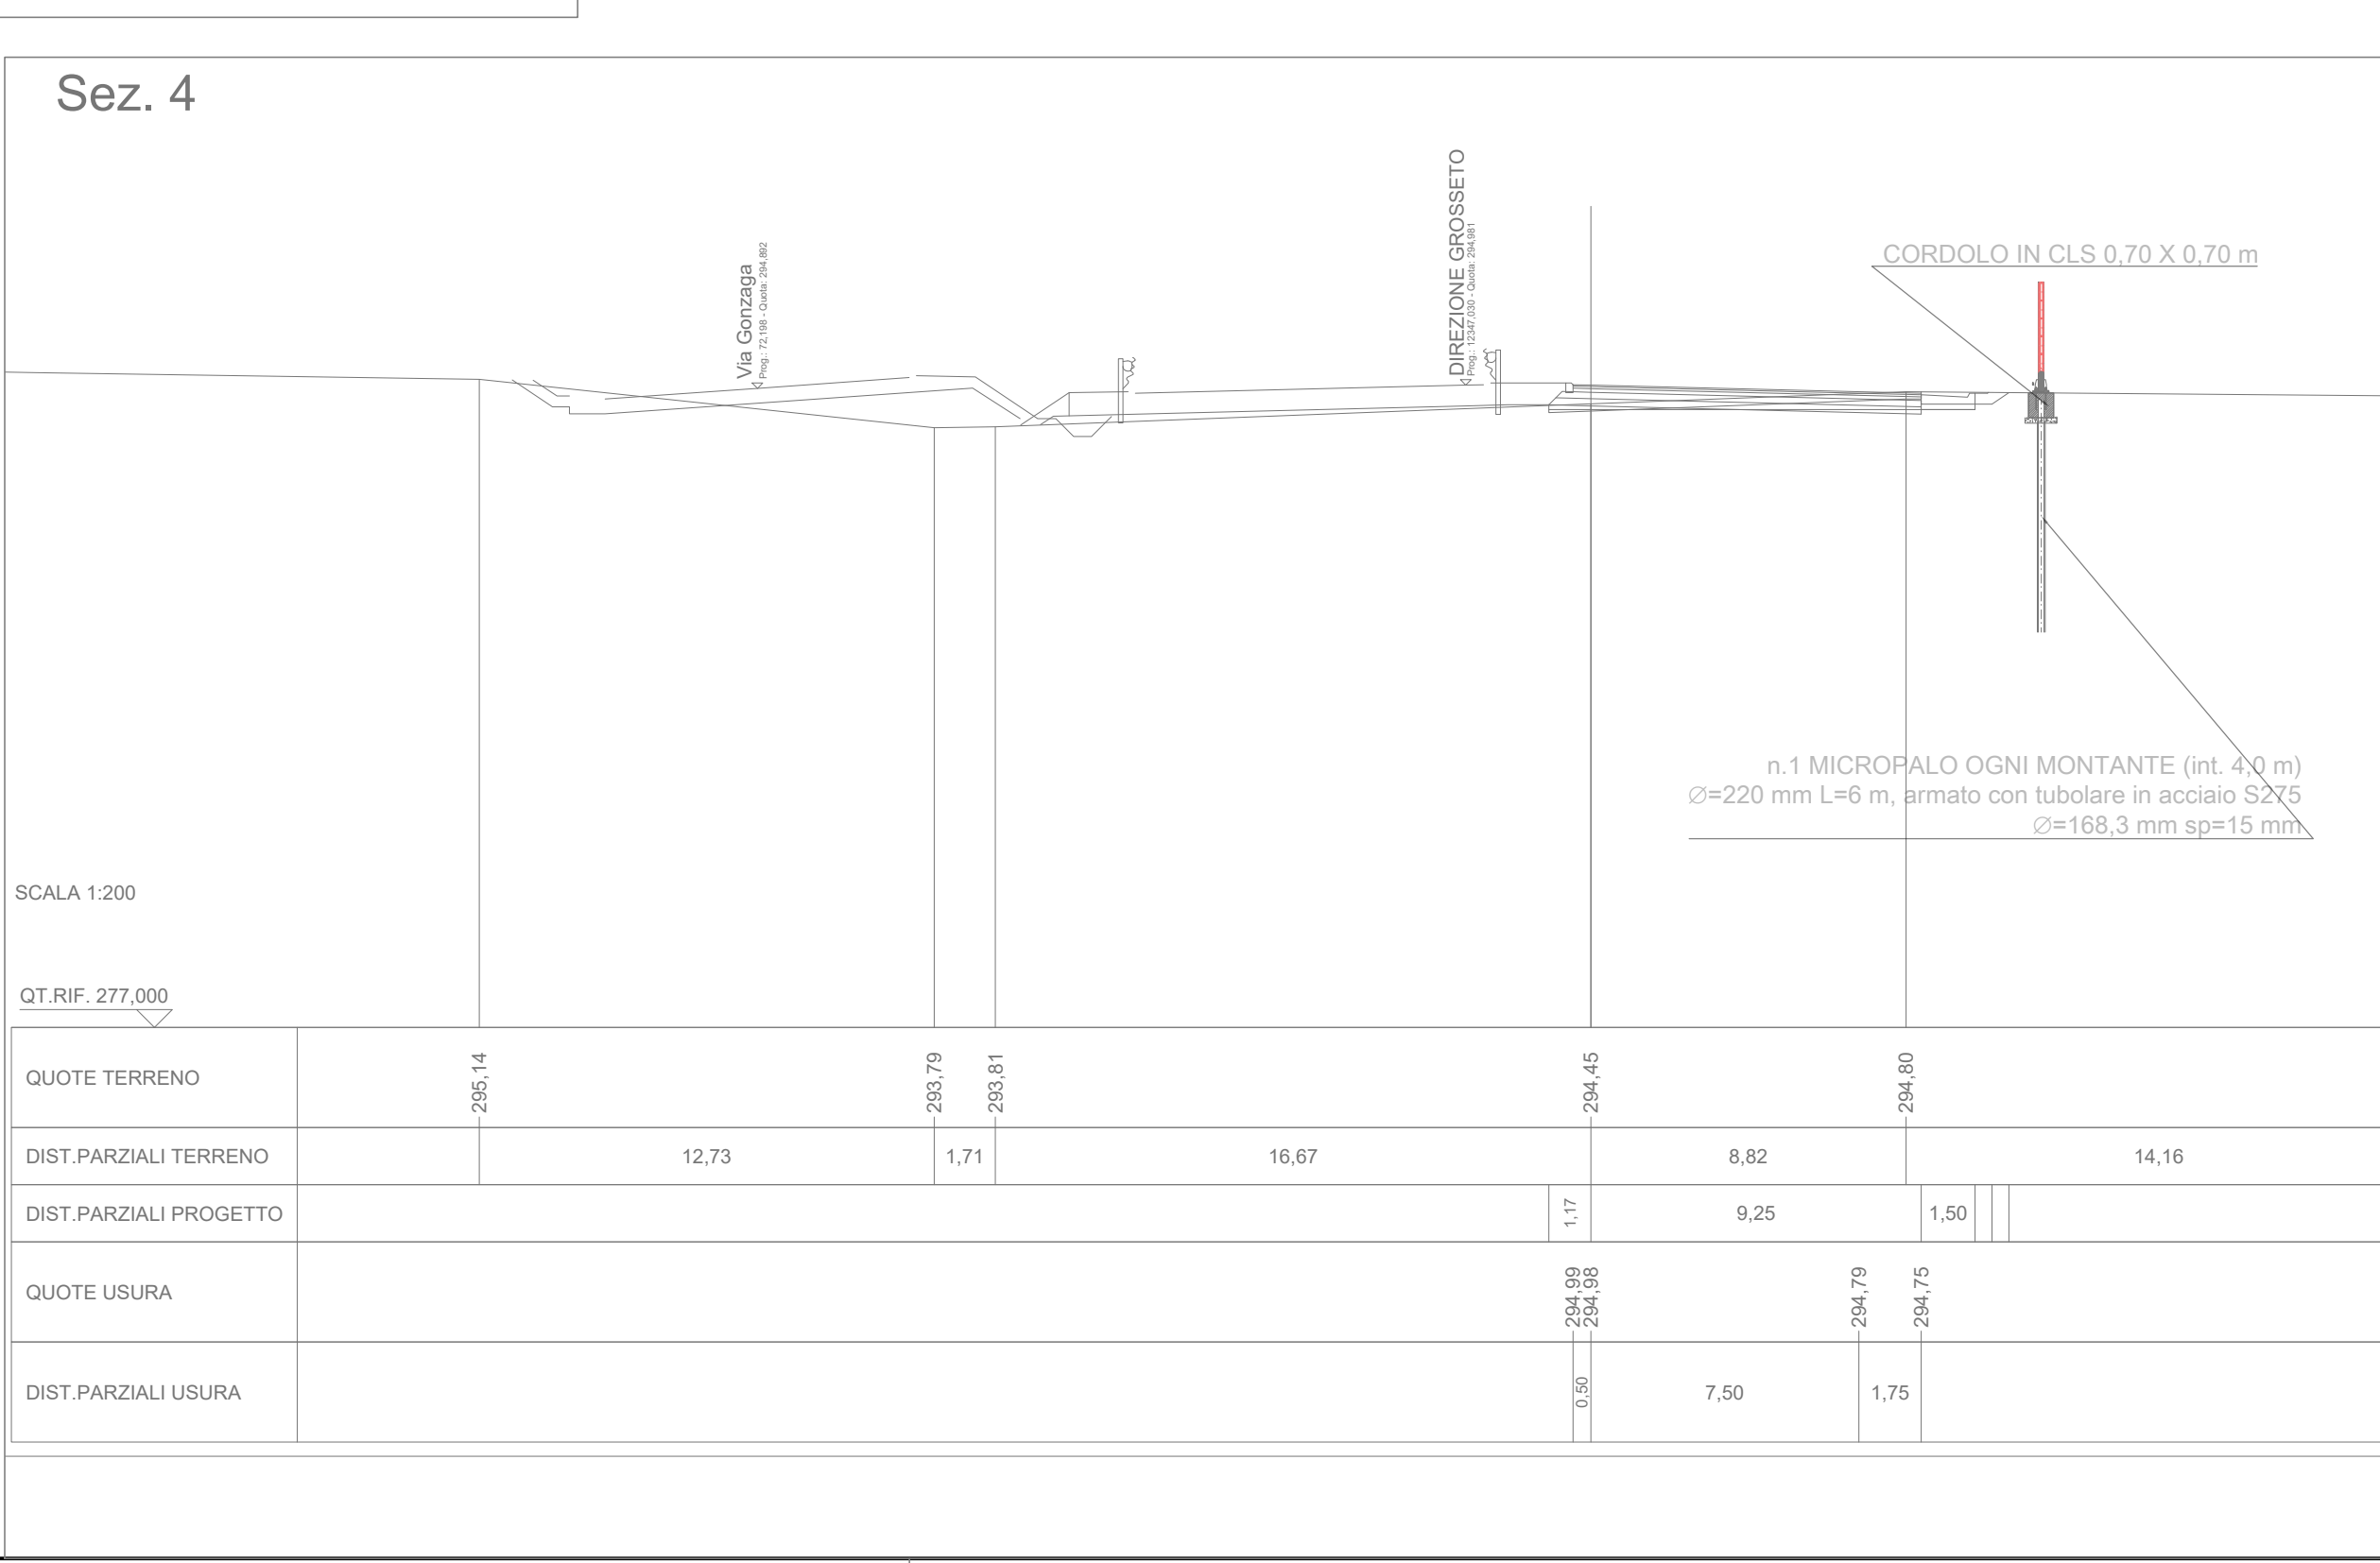 Sez. 4
Via Gonzaga
Prog.: 72,198 - Quota: 294,892
DIREZIONE GROSSETO
Prog.: 12347,030 - Quota: 294,981
CORDOLO IN CLS 0,70 X 0,70 m
n.1 MICROPALO OGNI MONTANTE (int. 4,0 m)
∅=220 mm L=6 m, armato con tubolare in acciaio S275
∅=168,3 mm sp=15 mm
SCALA 1:200
QT.RIF. 277,000
QUOTE TERRENO 295,14 293,79 293,81 294,45 294,80
DIST.PARZIALI TERRENO 12,73 1,71 16,67 8,82 14,16
DIST.PARZIALI PROGETTO 1,17 9,25 1,50
QUOTE USURA 294,99 294,98 294,79 294,75
DIST.PARZIALI USURA 0,50 7,50 1,75